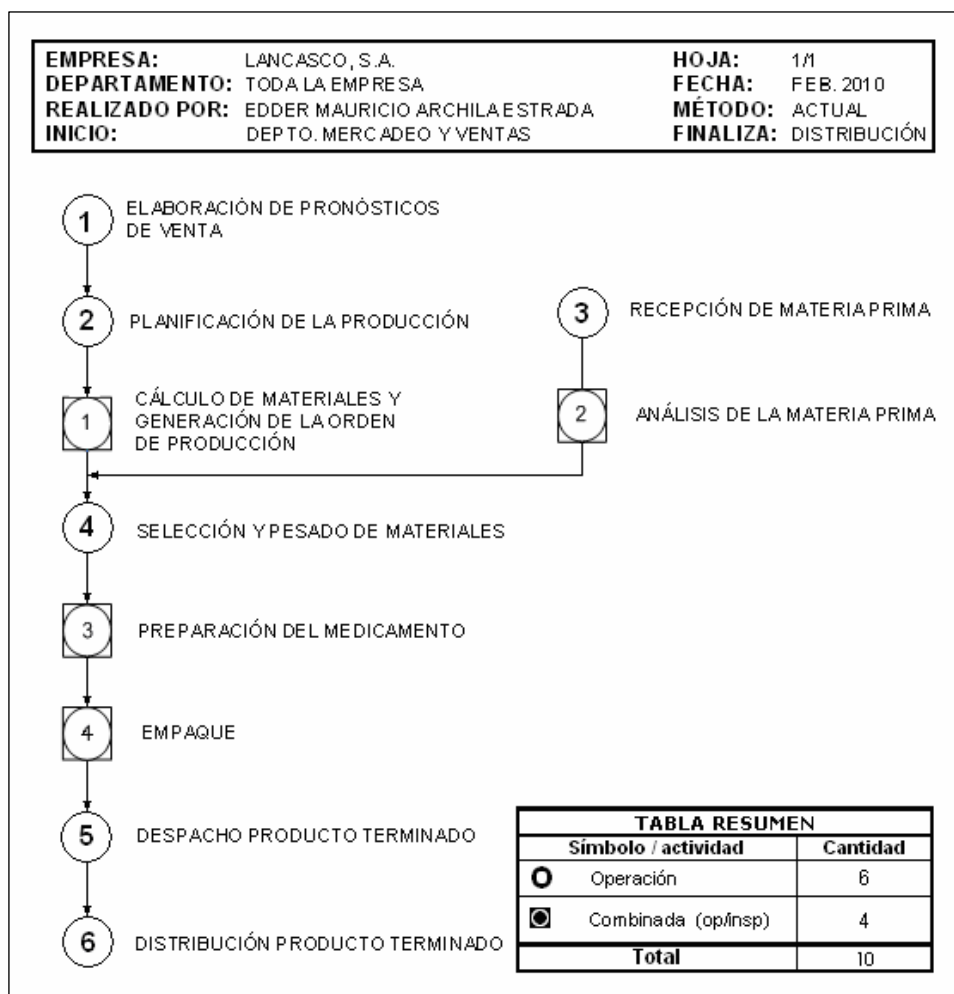 EMPRESA: LANCASCO, S.A. HOJA: 1/1
DEPARTAMENTO: TODA LA EMPRESA FECHA: FEB. 2010
REALIZADO POR: EDDER MAURICIO ARCHILA ESTRADA MÉTODO: ACTUAL
INICIO: DEPTO. MERCADEO Y VENTAS FINALIZA: DISTRIBUCIÓN
1 ELABORACIÓN DE PRONÓSTICOS
DE VENTA
2 PLANIFICACIÓN DE LA PRODUCCIÓN
3 RECEPCIÓN DE MATERIA PRIMA
1 CÁLCULO DE MATERIALES Y
GENERACIÓN DE LA ORDEN
DE PRODUCCIÓN
2 ANÁLISIS DE LA MATERIA PRIMA
4 SELECCIÓN Y PESADO DE MATERIALES
3 PREPARACIÓN DEL MEDICAMENTO
4 EMPAQUE
5 DESPACHO PRODUCTO TERMINADO
6 DISTRIBUCIÓN PRODUCTO TERMINADO
TABLA RESUMEN
Símbolo / actividad Cantidad
Operación 6
Combinada (op/insp) 4
Total 10